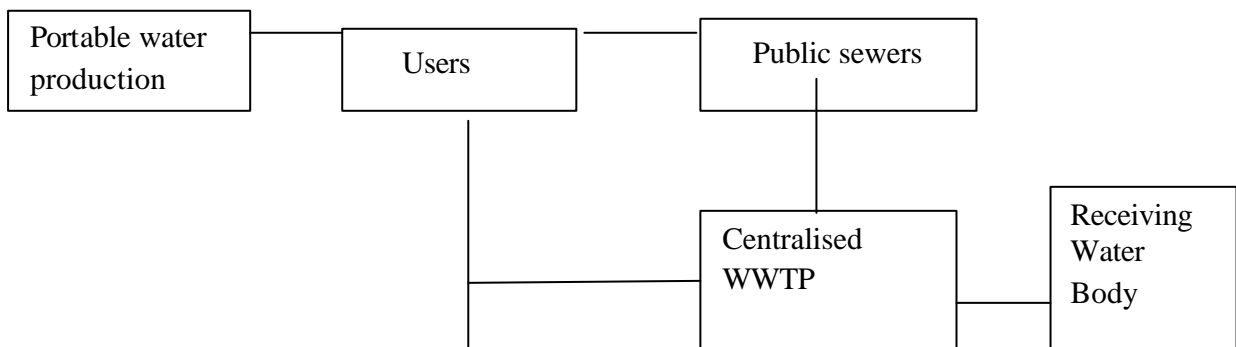 Portable water
production
Users
Public sewers
Centralised
WWTP
Receiving
Water
Body